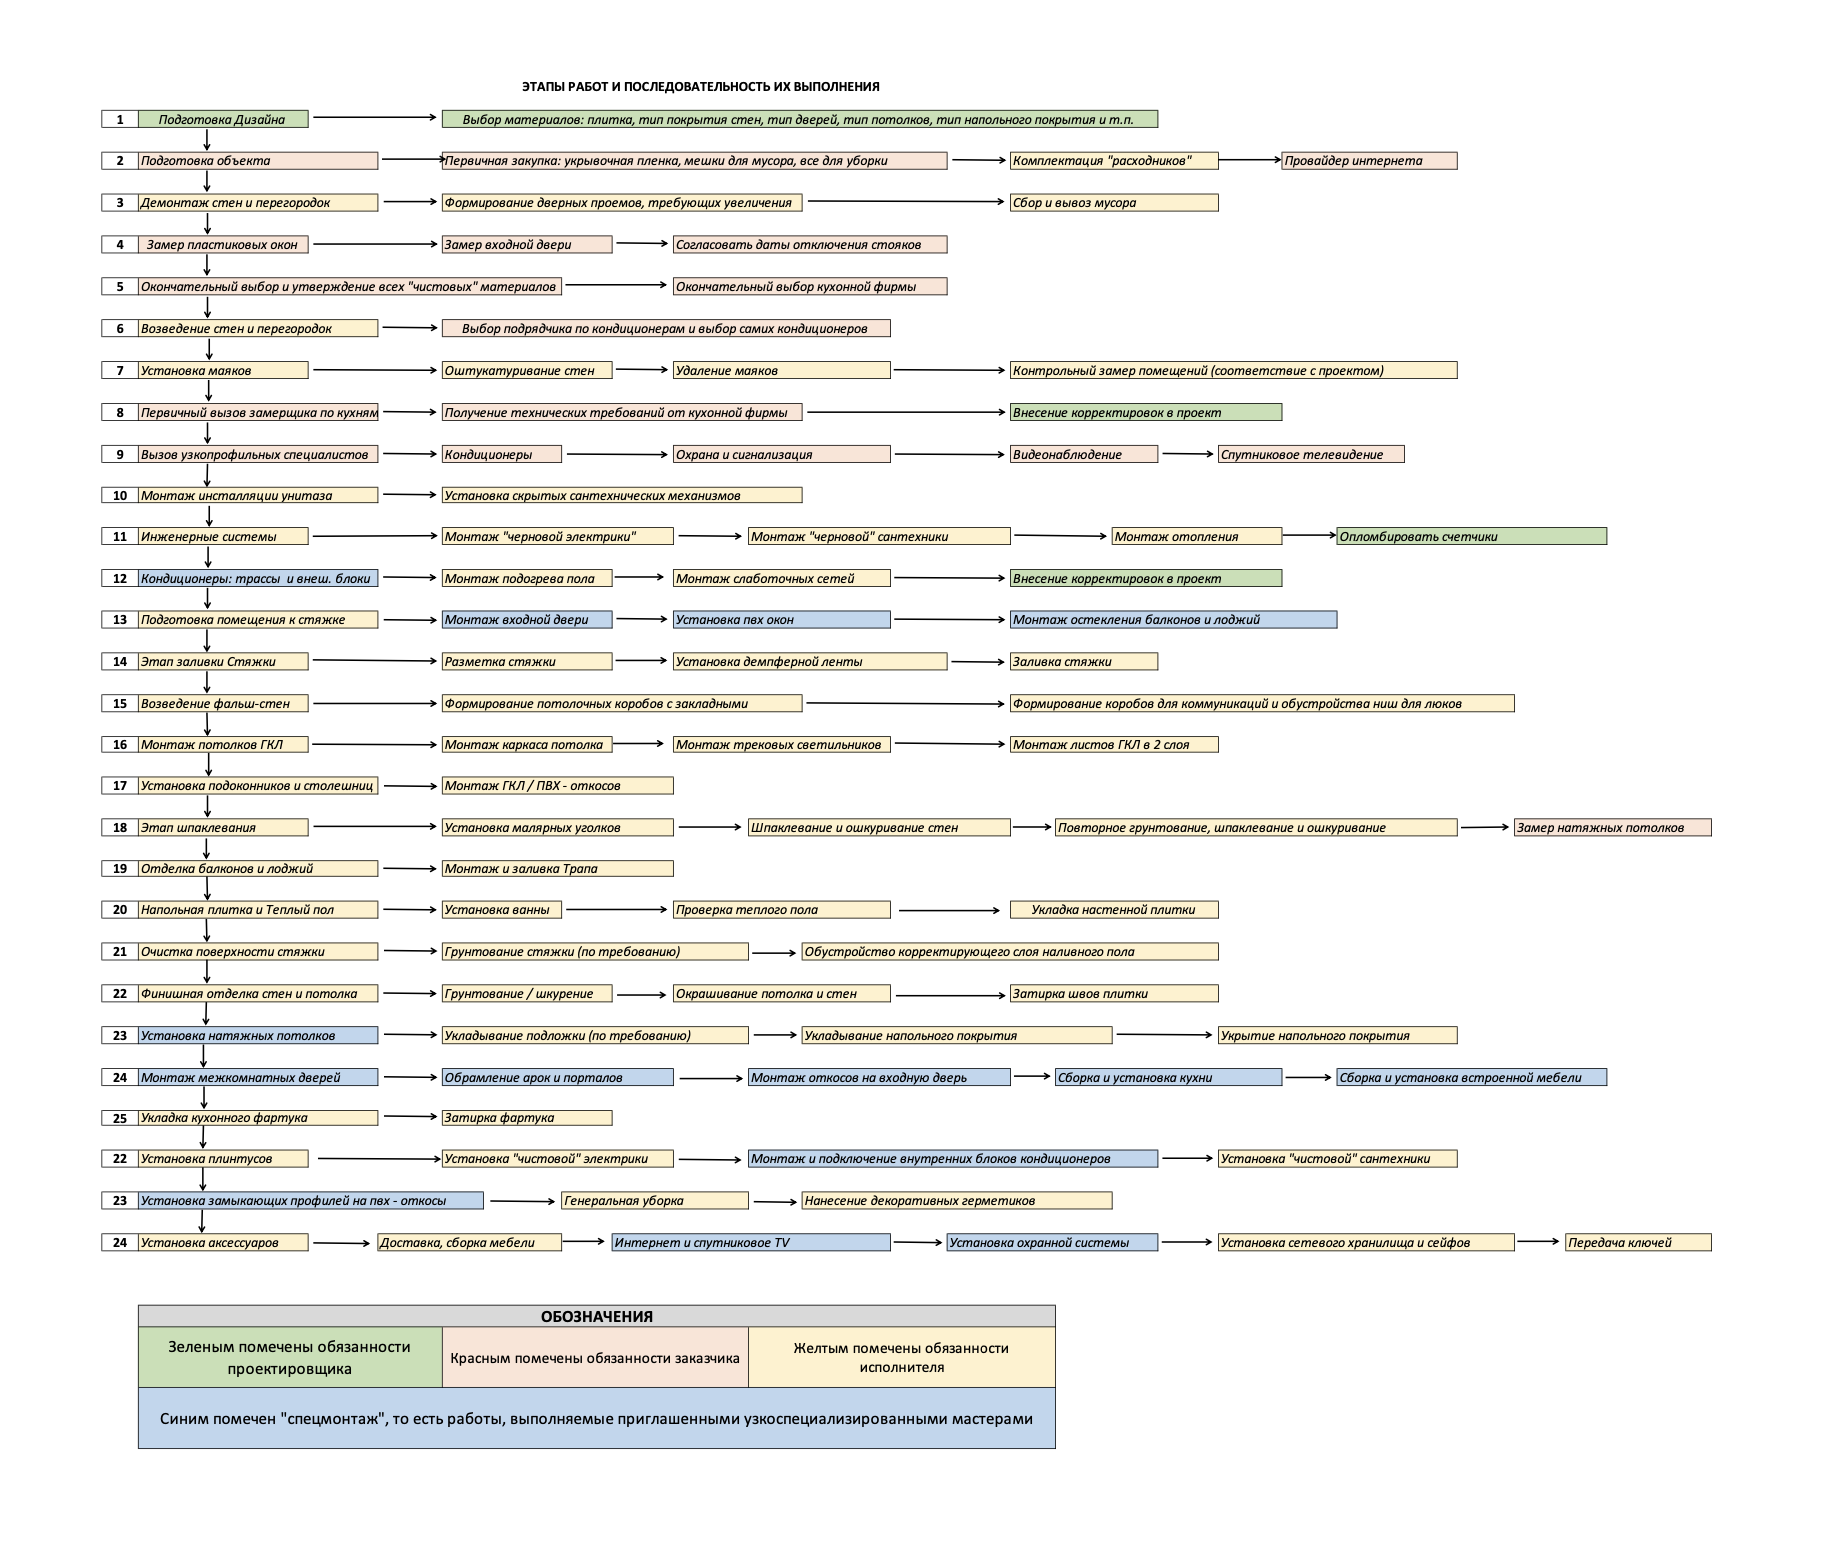 ЭТАПЫ РАБОТ И ПОСЛЕДОВАТЕЛЬНОСТЬ ИХ ВЫПОЛНЕНИЯ
1 Подготовка Дизайна Выбор материалов: плитка, тип покрытия стен, тип дверей, тип потолков, тип напольного покрытия и т.п.
2 Подготовка объекта Первичная закупка: укрывочная пленка, мешки для мусора, все для уборки Комплектация "расходников" Провайдер интернета
3 Демонтаж стен и перегородок Формирование дверных проемов, требующих увеличения Сбор и вывоз мусора
4 Замер пластиковых окон Замер входной двери Согласовать даты отключения стояков
5 Окончательный выбор и утверждение всех "чистовых" материалов Окончательный выбор кухонной фирмы
6 Возведение стен и перегородок Выбор подрядчика по кондиционерам и выбор самих кондиционеров
7 Установка маяков Оштукатуривание стен Удаление маяков Контрольный замер помещений (соответствие с проектом)
8 Первичный вызов замерщика по кухням Получение технических требований от кухонной фирмы Внесение корректировок в проект
9 Вызов узкопрофильных специалистов Кондиционеры Охрана и сигнализация Видеонаблюдение Спутниковое телевидение
10 Монтаж инсталляции унитаза Установка скрытых сантехнических механизмов
11 Инженерные системы Монтаж "черновой электрики" Монтаж "черновой" сантехники Монтаж отопления Опломбировать счетчики
12 Кондиционеры: трассы и внеш. блоки Монтаж подогрева пола Монтаж слаботочных сетей Внесение корректировок в проект
13 Подготовка помещения к стяжке Монтаж входной двери Установка пвх окон Монтаж остекления балконов и лоджий
14 Этап заливки Стяжки Разметка стяжки Установка демпферной ленты Заливка стяжки
15 Возведение фальш-стен Формирование потолочных коробов с закладными Формирование коробов для коммуникаций и обустройства ниш для люков
16 Монтаж потолков ГКЛ Монтаж каркаса потолка Монтаж трековых светильников Монтаж листов ГКЛ в 2 слоя
17 Установка подоконников и столешниц Монтаж ГКЛ / ПВХ - откосов
18 Этап шпаклевания Установка малярных уголков Шпаклевание и ошкуривание стен Повторное грунтование, шпаклевание и ошкуривание Замер натяжных потолков
19 Отделка балконов и лоджий Монтаж и заливка Трапа
20 Напольная плитка и Теплый пол Установка ванны Проверка теплого пола Укладка настенной плитки
21 Очистка поверхности стяжки Грунтование стяжки (по требованию) Обустройство корректирующего слоя наливного пола
22 Финишная отделка стен и потолка Грунтование / шкурение Окрашивание потолка и стен Затирка швов плитки
23 Установка натяжных потолков Укладывание подложки (по требованию) Укладывание напольного покрытия Укрытие напольного покрытия
24 Монтаж межкомнатных дверей Обрамление арок и порталов Монтаж откосов на входную дверь Сборка и установка кухни Сборка и установка встроенной мебели
25 Укладка кухонного фартука Затирка фартука
22 Установка плинтусов Установка "чистовой" электрики Монтаж и подключение внутренних блоков кондиционеров Установка "чистовой" сантехники
23 Установка замыкающих профилей на пвх - откосы Генеральная уборка Нанесение декоративных герметиков
24 Установка аксессуаров Доставка, сборка мебели Интернет и спутниковое TV Установка охранной системы Установка сетевого хранилища и сейфов Передача ключей
ОБОЗНАЧЕНИЯ
Зеленым помечены обязанности
проектировщика
Красным помечены обязанности заказчика
Желтым помечены обязанности
исполнителя
Синим помечен "спецмонтаж", то есть работы, выполняемые приглашенными узкоспециализированными мастерами